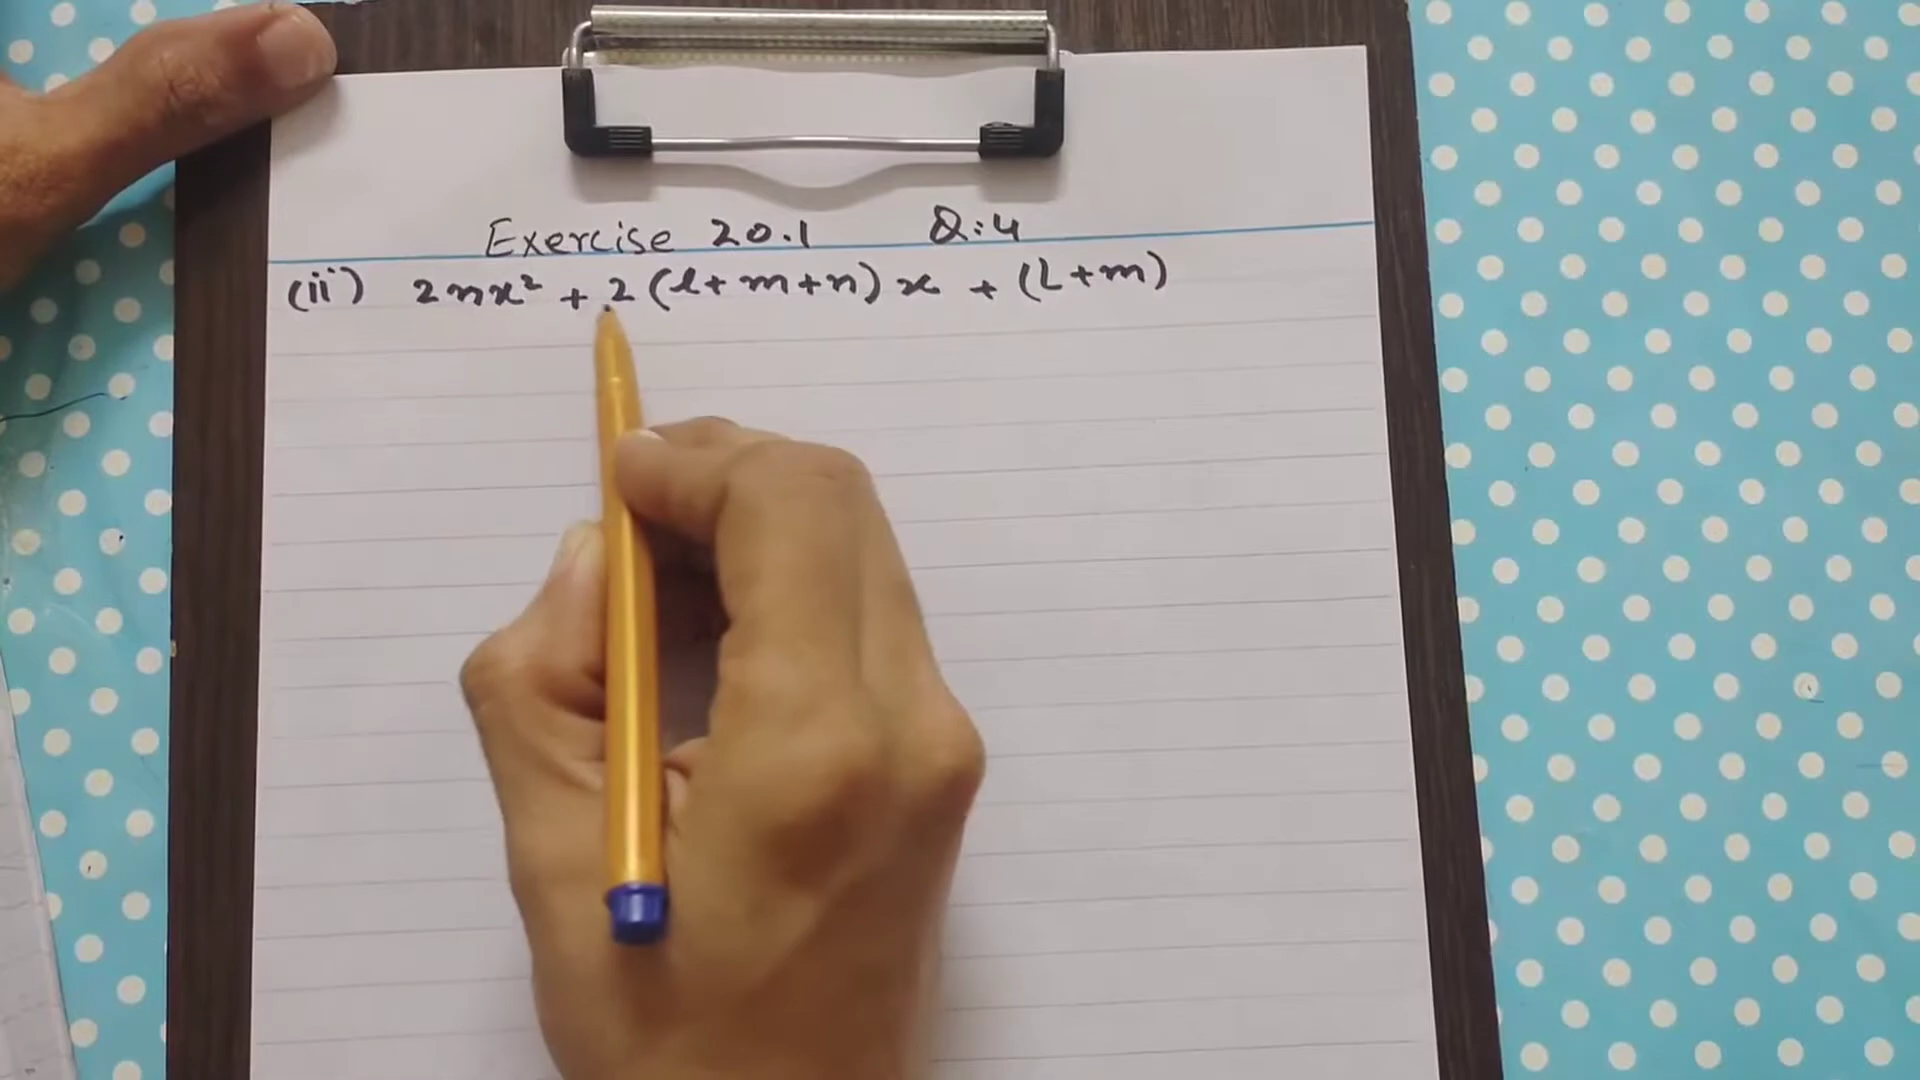 Exercise 20.1 Q:4
(ii) 2nx² + 2(l+m+n)x + (l+m)